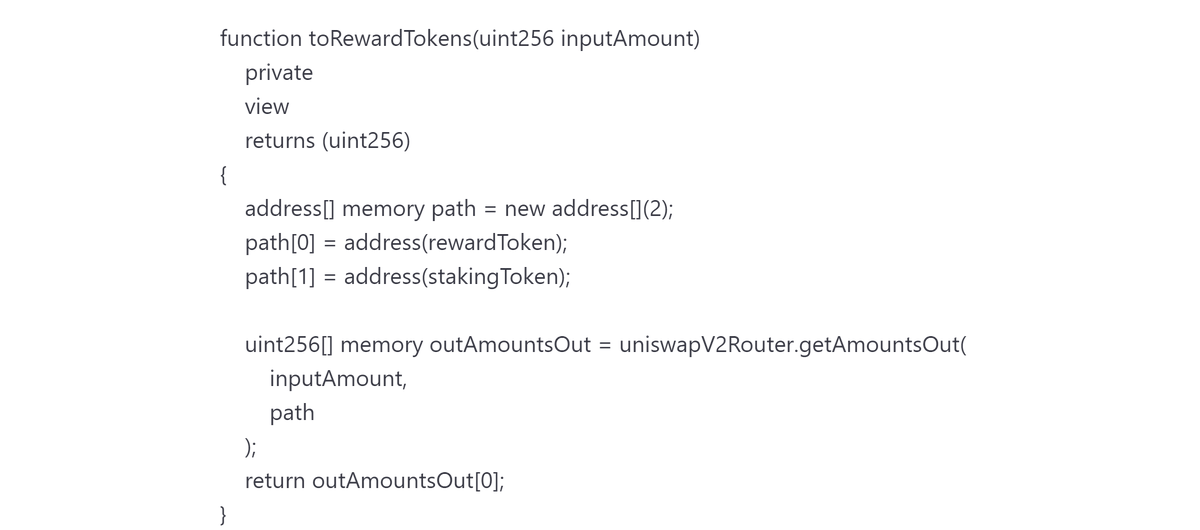 function toRewardTokens(uint256 inputAmount)
private
view
returns (uint256)
{
address[] memory path = new address[](2);
path[0] = address(rewardToken);
path[1] = address(stakingToken);
uint256[] memory outAmountsOut = uniswapV2Router.getAmountsOut(
inputAmount,
path
);
return outAmountsOut[0];
}